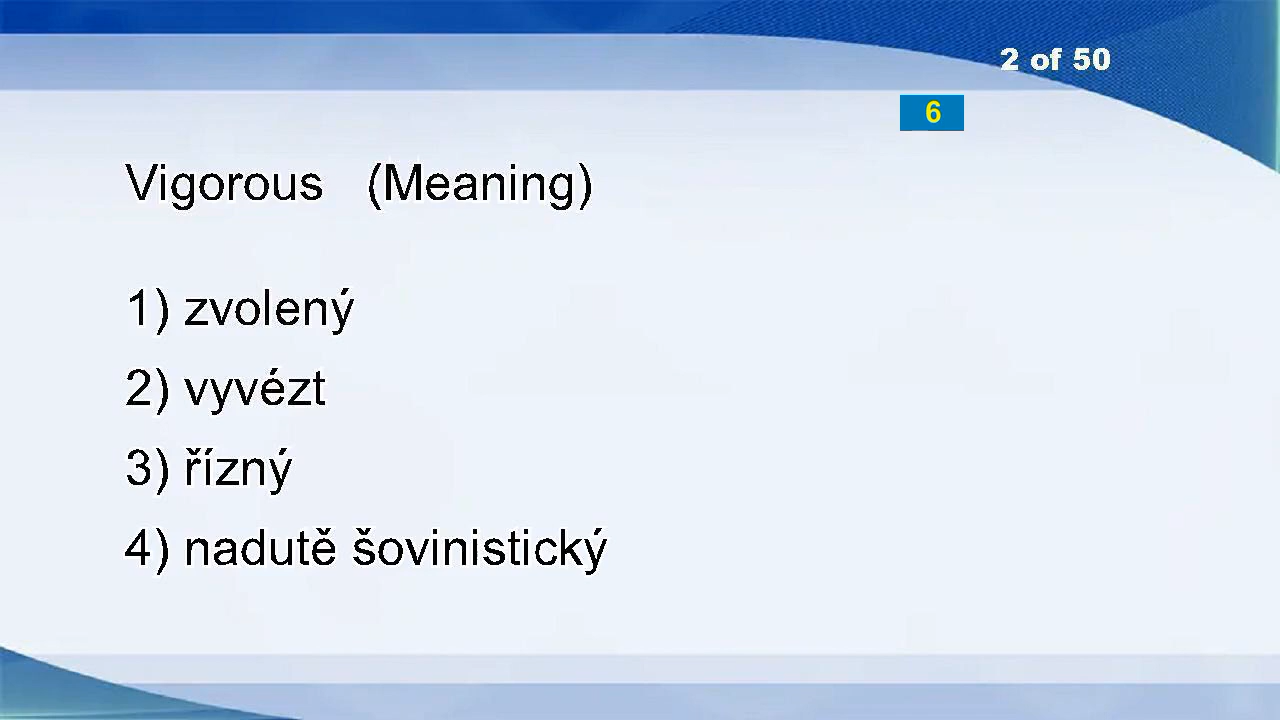 2 of 50
6
Vigorous (Meaning)
1) zvolený
2) vyvézt
3) řízný
4) nadutě šovinistický